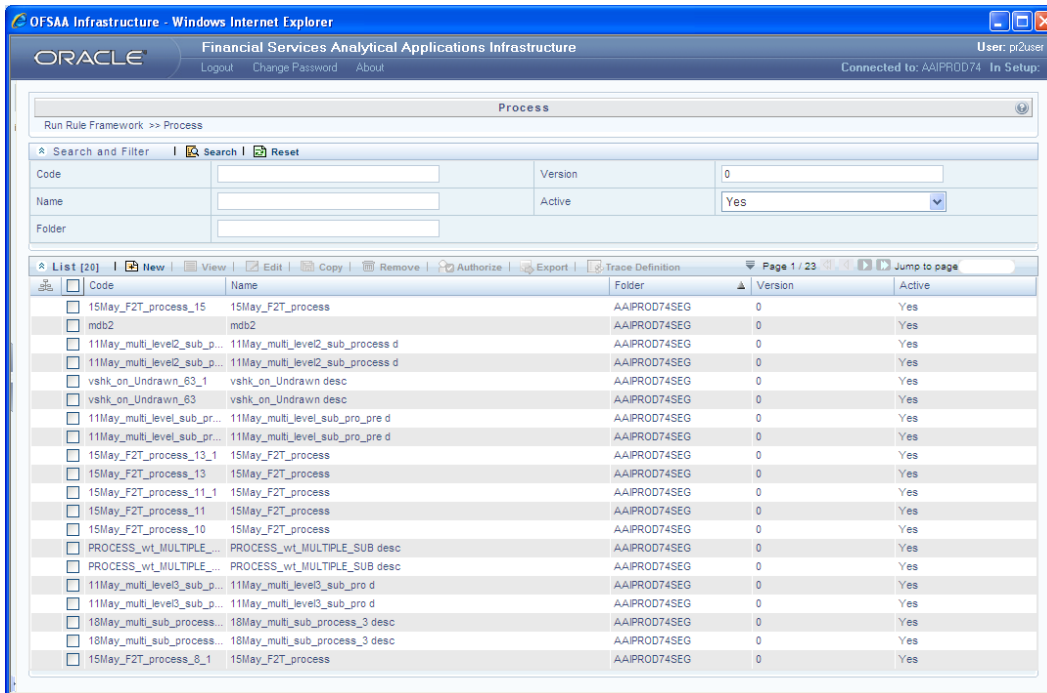 OFSAA Infrastructure - Windows Internet Explorer
ORACLE
Financial Services Analytical Applications Infrastructure
User: pr2user
Logout Change Password About
Connected to: AAIPROD74 In Setup:
Process
Run Rule Framework >> Process
Search and Filter | Search | Reset
Code Version 0
Name Active Yes
Folder
List [20] | New | View | Edit | Copy | Remove | Authorize | Export | Trace Definition Page 1 / 23 Jump to page
Code Name Folder Version Active
15May_F2T_process_15 15May_F2T_process AAIPROD74SEG 0 Yes
mdb2 mdb2 AAIPROD74SEG 0 Yes
11May_multi_level2_sub_p... 11May_multi_level2_sub_process d AAIPROD74SEG 0 Yes
11May_multi_level2_sub_p... 11May_multi_level2_sub_process d AAIPROD74SEG 0 Yes
vshk_on_Undrawn_63_1 vshk_on_Undrawn desc AAIPROD74SEG 0 Yes
vshk_on_Undrawn_63 vshk_on_Undrawn desc AAIPROD74SEG 0 Yes
11May_multi_level_sub_pr... 11May_multi_level_sub_pro_pre d AAIPROD74SEG 0 Yes
11May_multi_level_sub_pr... 11May_multi_level_sub_pro_pre d AAIPROD74SEG 0 Yes
15May_F2T_process_13_1 15May_F2T_process AAIPROD74SEG 0 Yes
15May_F2T_process_13 15May_F2T_process AAIPROD74SEG 0 Yes
15May_F2T_process_11_1 15May_F2T_process AAIPROD74SEG 0 Yes
15May_F2T_process_11 15May_F2T_process AAIPROD74SEG 0 Yes
15May_F2T_process_10 15May_F2T_process AAIPROD74SEG 0 Yes
PROCESS_wt_MULTIPLE_... PROCESS_wt_MULTIPLE_SUB desc AAIPROD74SEG 0 Yes
PROCESS_wt_MULTIPLE_... PROCESS_wt_MULTIPLE_SUB desc AAIPROD74SEG 0 Yes
11May_multi_level3_sub_p... 11May_multi_level3_sub_pro d AAIPROD74SEG 0 Yes
11May_multi_level3_sub_p... 11May_multi_level3_sub_pro d AAIPROD74SEG 0 Yes
18May_multi_sub_process... 18May_multi_sub_process_3 desc AAIPROD74SEG 0 Yes
18May_multi_sub_process... 18May_multi_sub_process_3 desc AAIPROD74SEG 0 Yes
15May_F2T_process_8_1 15May_F2T_process AAIPROD74SEG 0 Yes